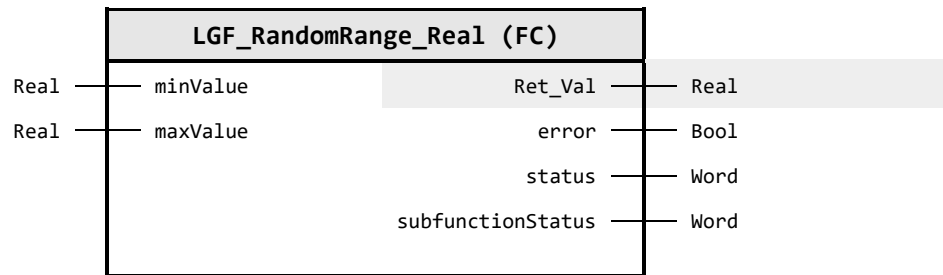 LGF_RandomRange_Real (FC)
Real minValue Ret_Val Real
Real maxValue error Bool
status Word
subfunctionStatus Word